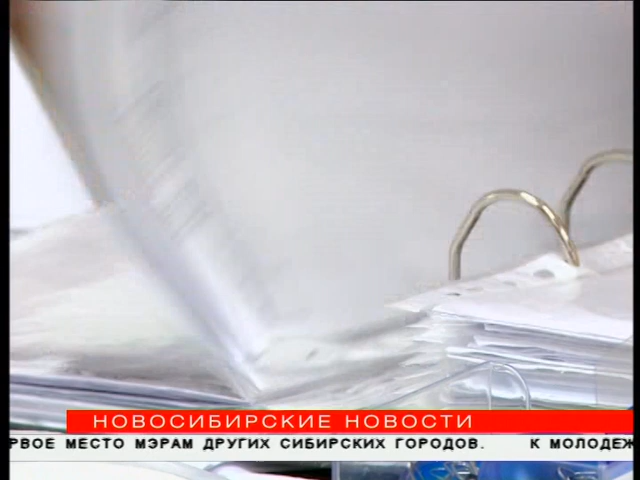 НОВОСИБИРСКИЕ НОВОСТИ
РВОЕ МЕСТО МЭРАМ ДРУГИХ СИБИРСКИХ ГОРОДОВ. К МОЛОДЕЖ